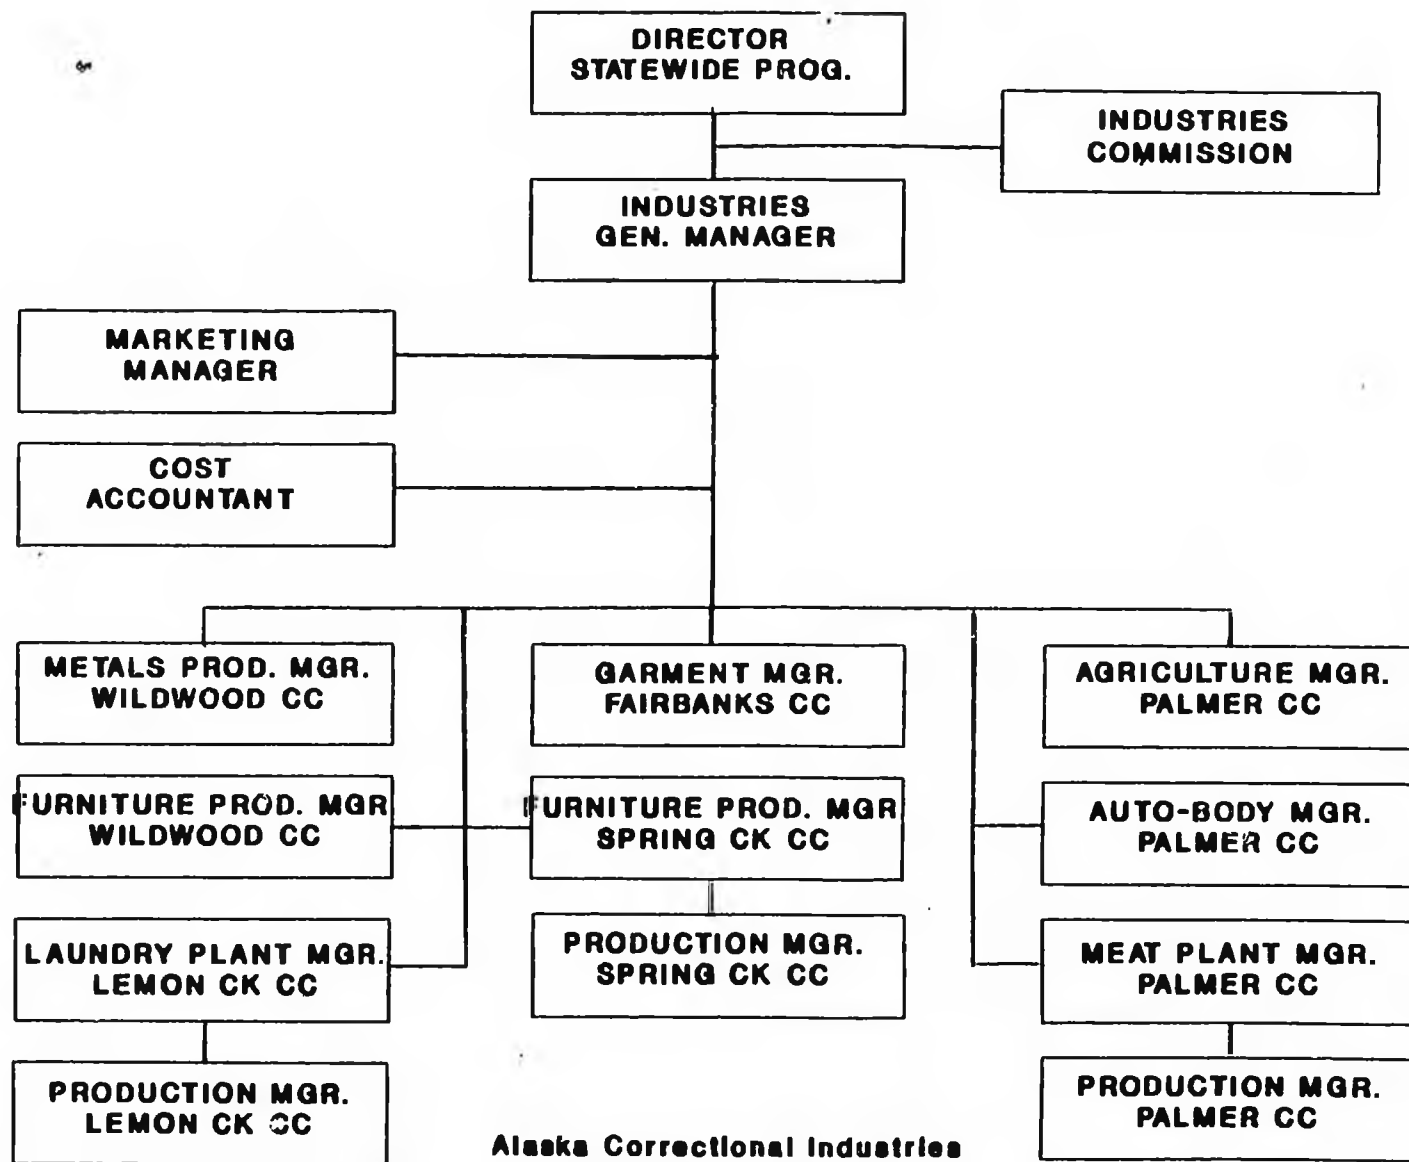 DIRECTOR
STATEWIDE PROG.
INDUSTRIES
COMMISSION
INDUSTRIES
GEN. MANAGER
MARKETING
MANAGER
COST
ACCOUNTANT
METALS PROD. MGR.
WILDWOOD CC
GARMENT MGR.
FAIRBANKS CC
AGRICULTURE MGR.
PALMER CC
FURNITURE PROD. MGR
WILDWOOD CC
FURNITURE PROD. MGR
SPRING CK CC
AUTO-BODY MGR.
PALMER CC
LAUNDRY PLANT MGR.
LEMON CK CC
PRODUCTION MGR.
SPRING CK CC
MEAT PLANT MGR.
PALMER CC
PRODUCTION MGR.
LEMON CK CC
PRODUCTION MGR.
PALMER CC
Alaska Correctional Industries